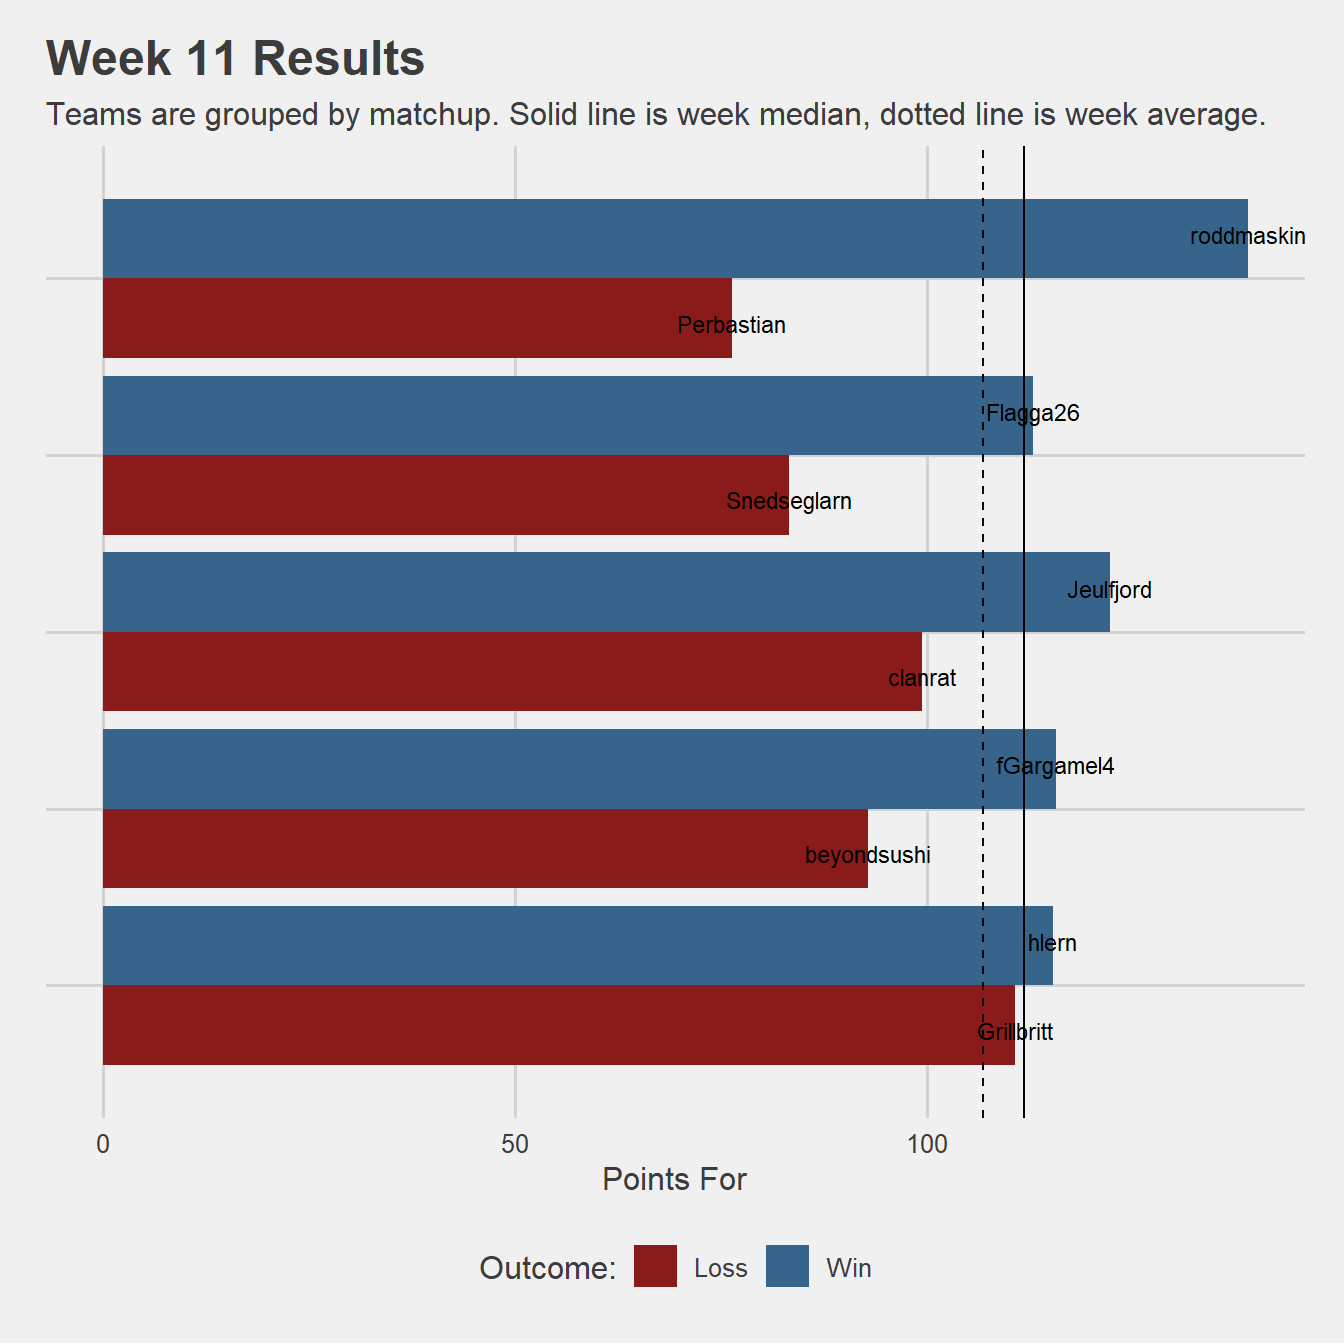 Week 11 Results
Teams are grouped by matchup. Solid line is week median, dotted line is week average.
roddmaskin
Perbastian
Flagga26
Snedseglarn
Jeulfjord
clanrat
fGargamel4
beyondsushi
hlern
Grillbritt
0 50 100
Points For
Outcome: Loss Win